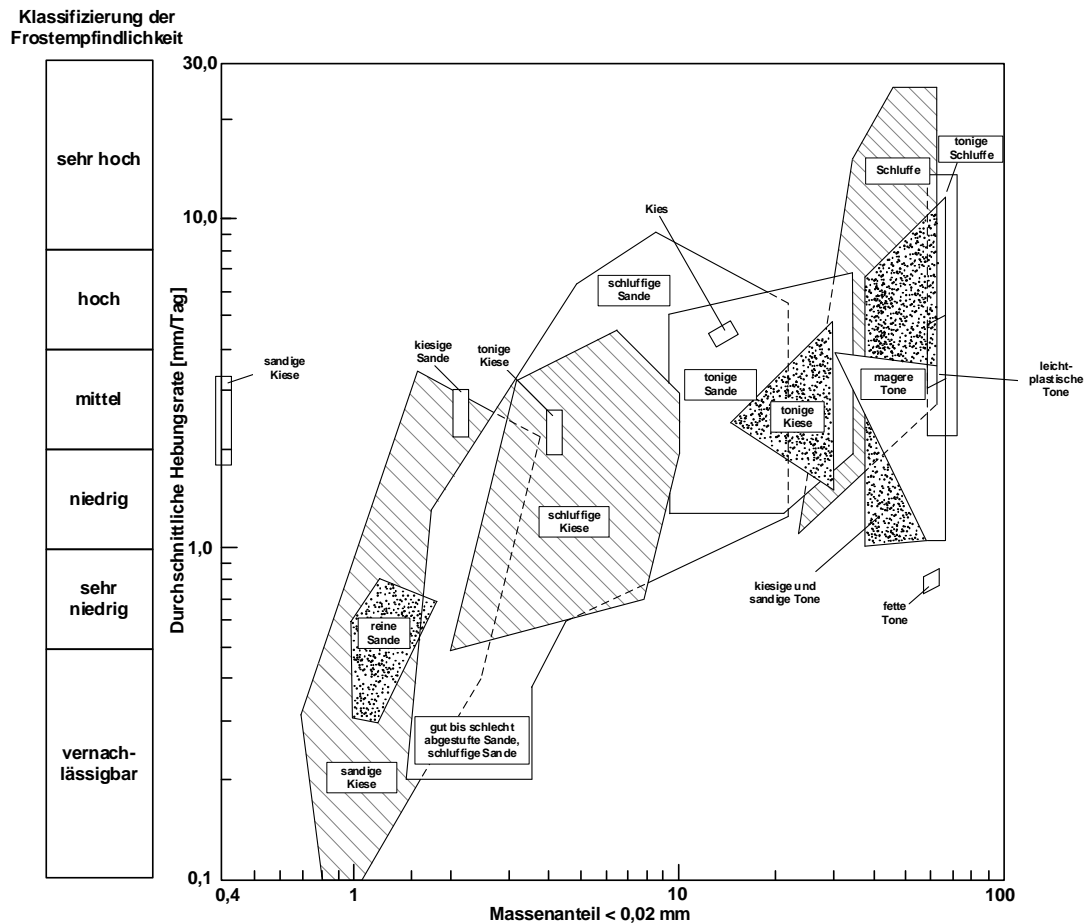 Klassifizierung der
Frostempfindlichkeit
sehr hoch
hoch
mittel
niedrig
sehr
niedrig
vernach-
lässigbar
Durchschnittliche Hebungsrate [mm/Tag]
30,0
10,0
1,0
0,1
sandige
Kiese
kiesige
Sande
tonige
Kiese
schluffige
Sande
Kies
Schluffe
tonige
Schluffe
tonige
Sande
tonige
Kiese
magere
Tone
leicht-
plastische
Tone
schluffige
Kiese
kiesige und
sandige Tone
fette
Tone
reine
Sande
gut bis schlecht
abgestufte Sande,
schluffige Sande
sandige
Kiese
0,4
1
10
100
Massenanteil < 0,02 mm